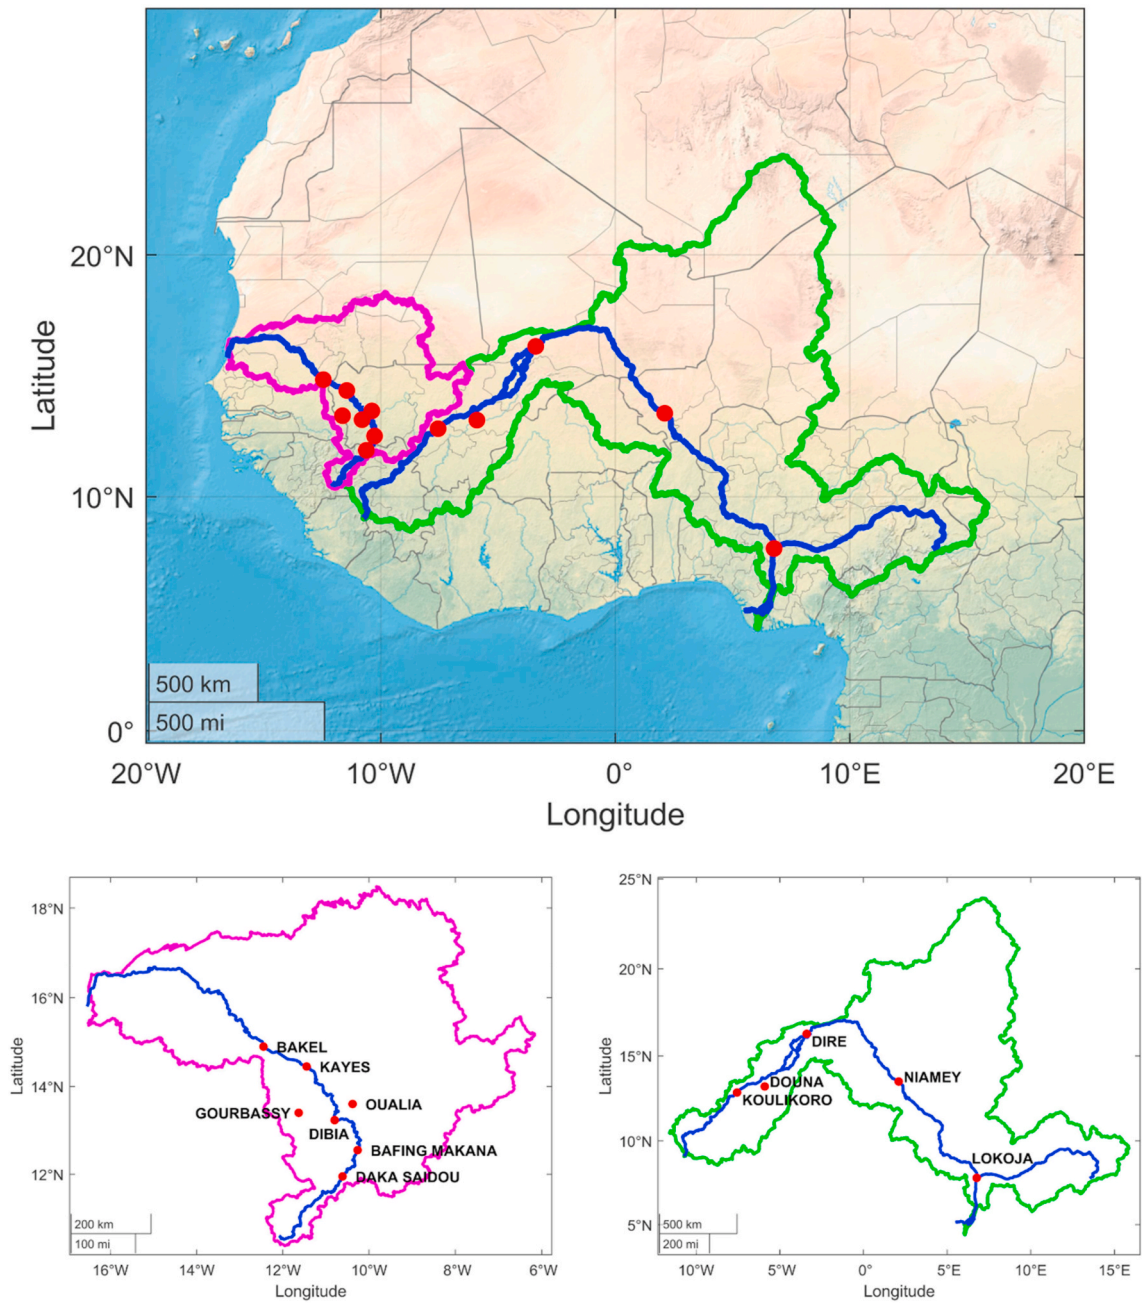 20°N
10°N
0°
Latitude
500 km
500 mi
20°W 10°W 0° 10°E 20°E
Longitude
18°N
16°N
14°N
12°N
Latitude
BAKEL
KAYES
OUALIA
GOURBASSY
DIBIA
BAFING MAKANA
DAKA SAIDOU
200 km
100 mi
16°W 14°W 12°W 10°W 8°W 6°W
Longitude
25°N
20°N
15°N
10°N
5°N
Latitude
DIRE
NIAMEY
DOUNA
KOULIKORO
LOKOJA
500 km
200 mi
10°W 5°W 0° 5°E 10°E 15°E
Longitude